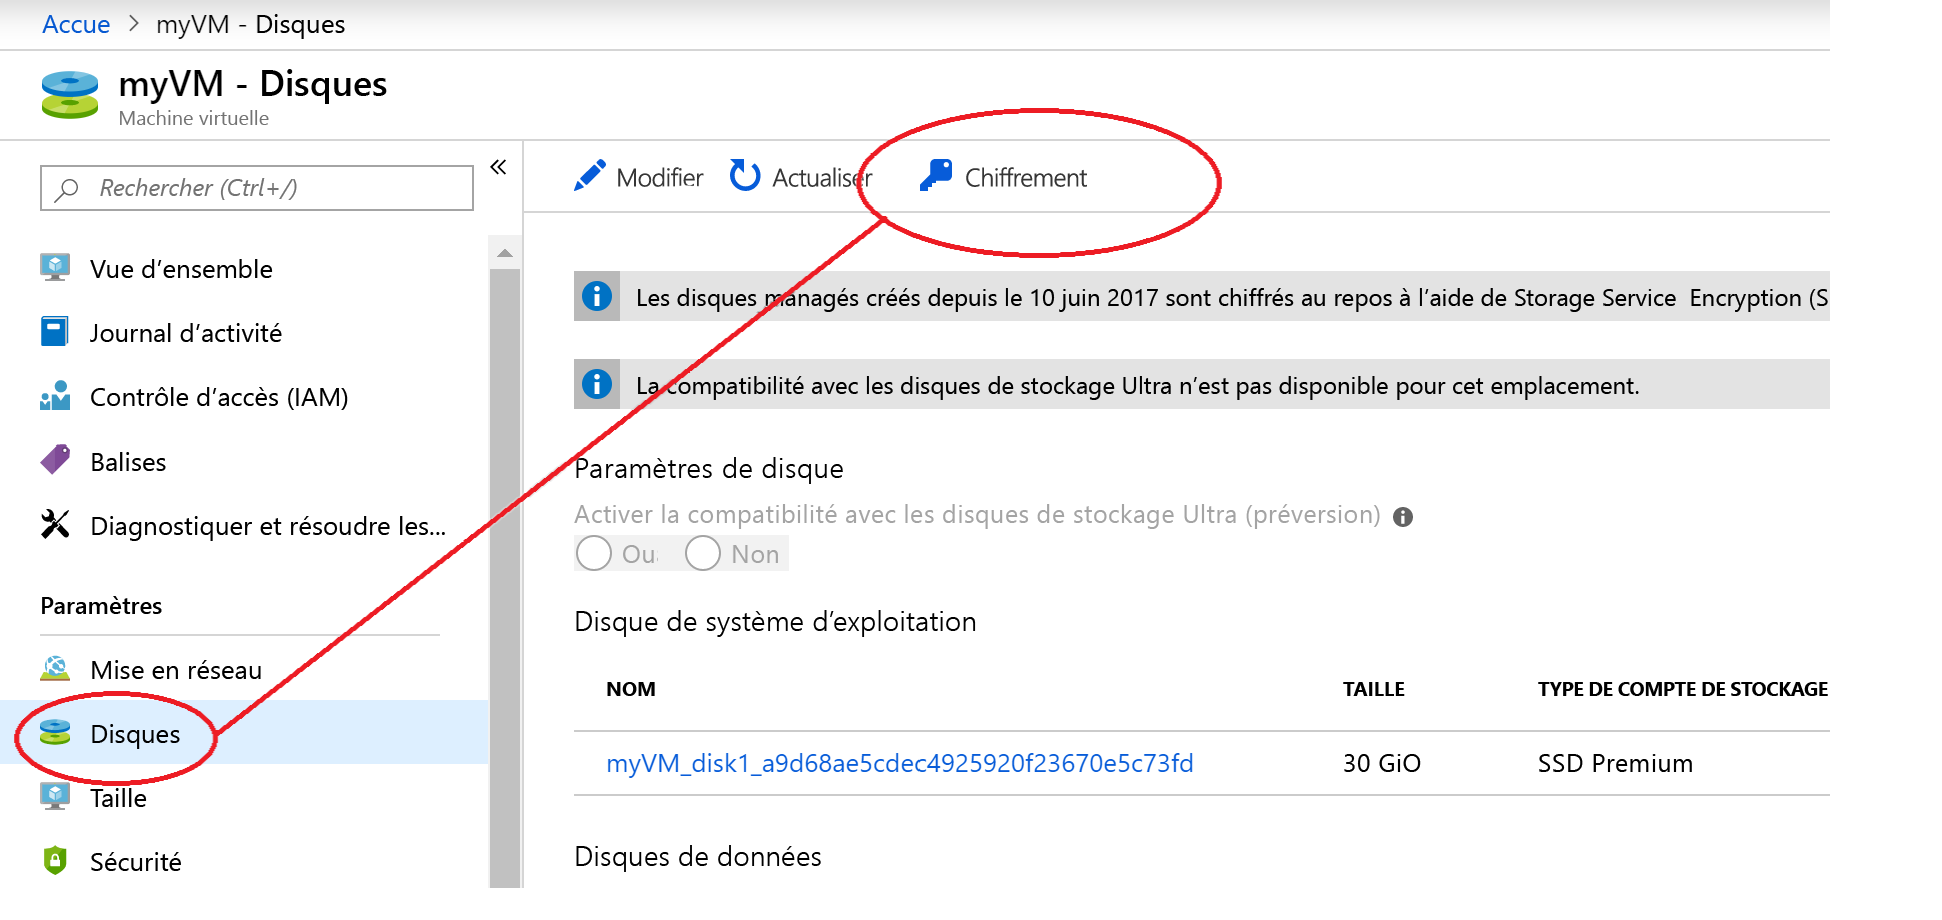 Accue > myVM - Disques
myVM - Disques
Machine virtuelle
Rechercher (Ctrl+/)
«
Modifier Actualiser Chiffrement
Vue d’ensemble
Journal d’activité
Contrôle d’accès (IAM)
Balises
Diagnostiquer et résoudre les...
Paramètres
Mise en réseau
Disques
Taille
Sécurité
Les disques managés créés depuis le 10 juin 2017 sont chiffrés au repos à l’aide de Storage Service Encryption (S
La compatibilité avec les disques de stockage Ultra n’est pas disponible pour cet emplacement.
Paramètres de disque
Activer la compatibilité avec les disques de stockage Ultra (préversion)
Non
Disque de système d’exploitation
NOM TAILLE TYPE DE COMPTE DE STOCKAGE
myVM_disk1_a9d68ae5cdec4925920f23670e5c73fd 30 GiO SSD Premium
Disques de données